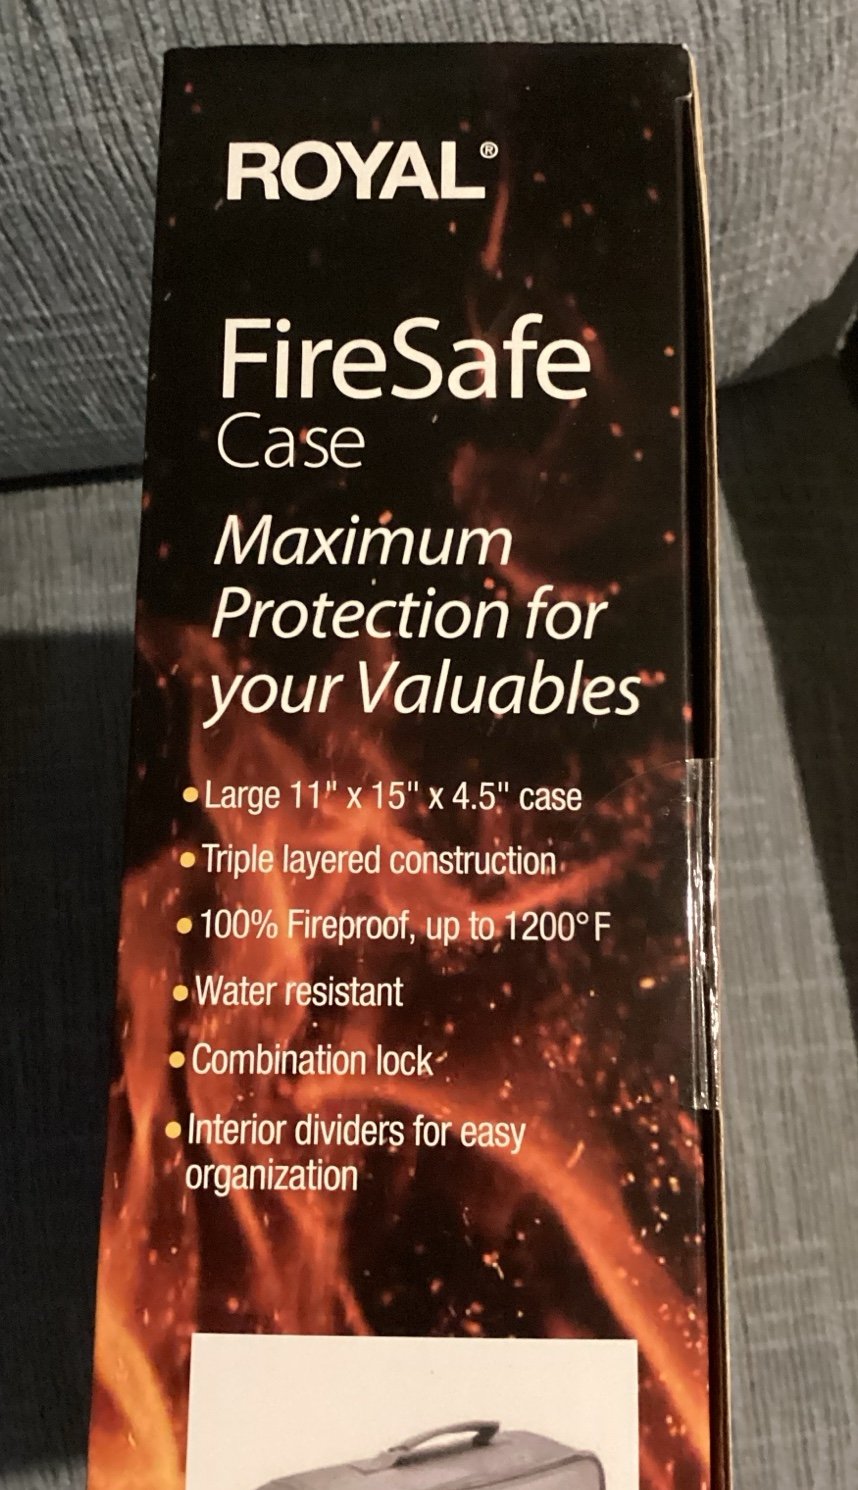 ROYAL®
FireSafe
Case
Maximum
Protection for
your Valuables
•Large 11" x 15" x 4.5" case
•Triple layered construction
•100% Fireproof, up to 1200°F
•Water resistant
•Combination lock
•Interior dividers for easy
organization